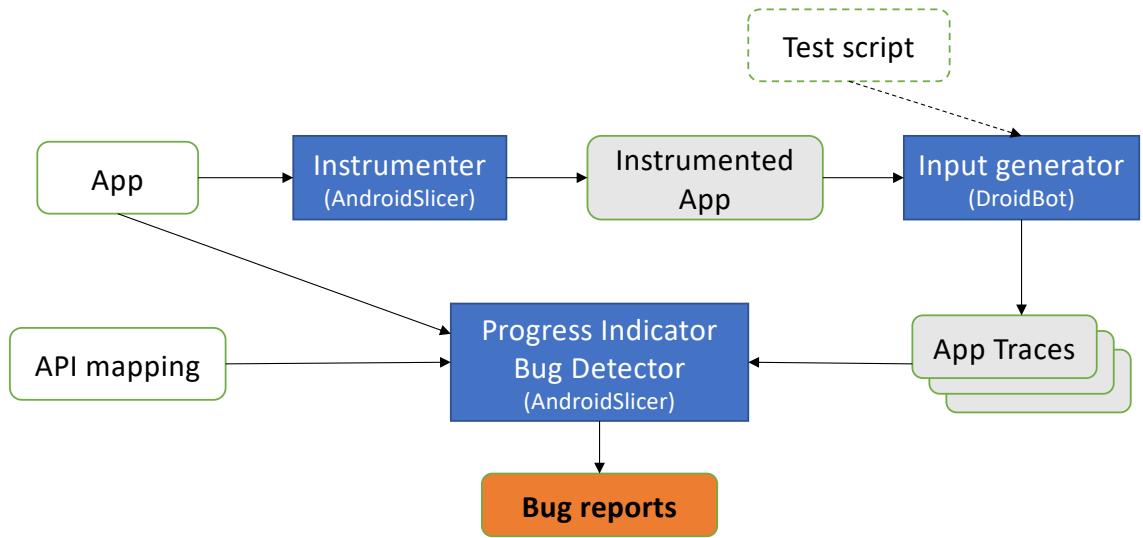 Test script
App
Instrumenter
(AndroidSlicer)
Instrumented
App
Input generator
(DroidBot)
API mapping
Progress Indicator
Bug Detector
(AndroidSlicer)
App Traces
Bug reports